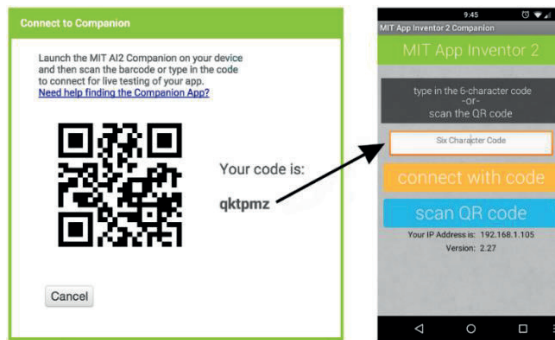 Connect to Companion
Launch the MIT AI2 Companion on your device
and then scan the barcode or type in the code
to connect for live testing of your app.
Need help finding the Companion App?
Your code is:
qktpmz
Cancel
9:45
MIT App Inventor 2 Companion
MIT App Inventor 2
type in the 6-character code
-or-
scan the QR code
Six Character Code
connect with code
scan QR code
Your IP Address is: 192.168.1.105
Version: 2.27